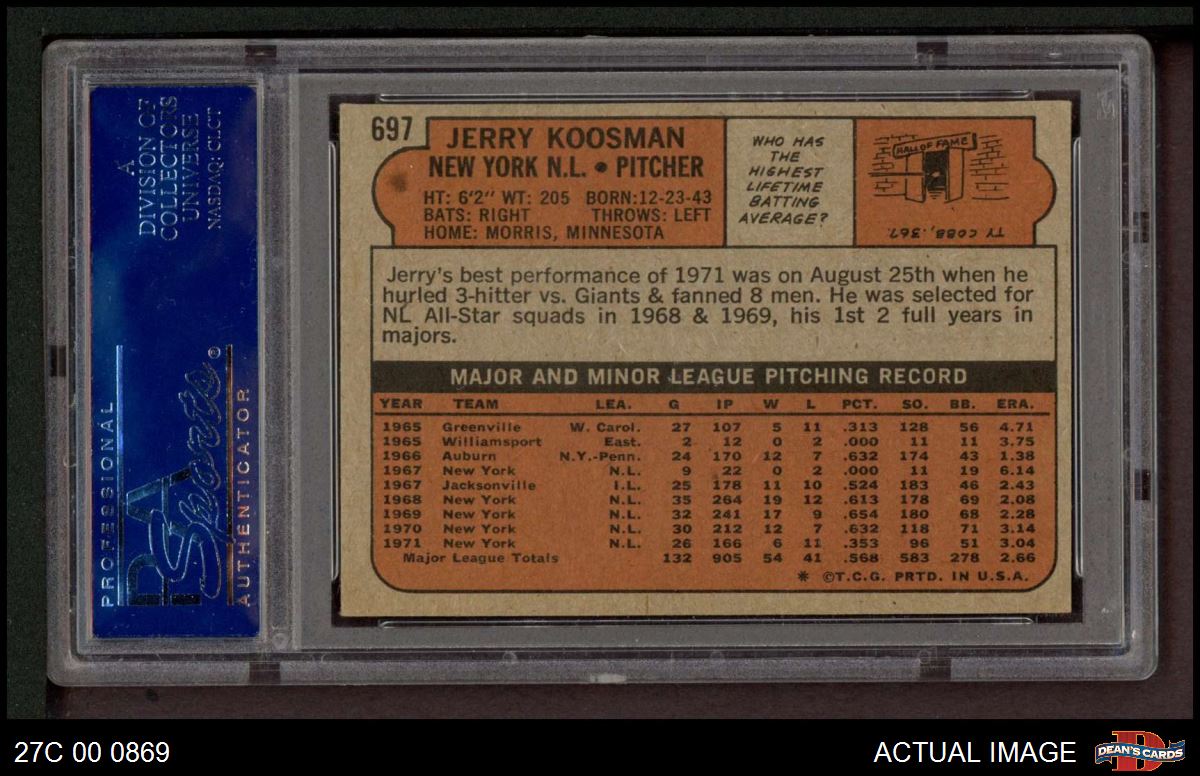 A
DIVISION OF
COLLECTORS
UNIVERSE
NASDAQ: CLCT
PROFESSIONAL
PSA
Sports®
AUTHENTICATOR
697
JERRY KOOSMAN
NEW YORK N.L. • PITCHER
HT: 6'2" WT: 205 BORN:12-23-43
BATS: RIGHT THROWS: LEFT
HOME: MORRIS, MINNESOTA
WHO HAS
THE
HIGHEST
LIFETIME
BATTING
AVERAGE?
HALL OF FAME
TY COBB, .367.
Jerry's best performance of 1971 was on August 25th when he
hurled 3-hitter vs. Giants & fanned 8 men. He was selected for
NL All-Star squads in 1968 & 1969, his 1st 2 full years in
majors.
MAJOR AND MINOR LEAGUE PITCHING RECORD
YEAR TEAM LEA. G IP W L PCT. SO. BB. ERA.
1965 Greenville W. Carol. 27 107 5 11 .313 128 56 4.71
1965 Williamsport East. 2 12 0 2 .000 11 11 3.75
1966 Auburn N.Y.-Penn. 24 170 12 7 .632 174 43 1.38
1967 New York N.L. 9 22 0 2 .000 11 19 6.14
1967 Jacksonville I.L. 25 178 11 10 .524 183 46 2.43
1968 New York N.L. 35 264 19 12 .613 178 69 2.08
1969 New York N.L. 32 241 17 9 .654 180 68 2.28
1970 New York N.L. 30 212 12 7 .632 118 71 3.14
1971 New York N.L. 26 166 6 11 .353 96 51 3.04
Major League Totals 132 905 54 41 .568 583 278 2.66
* ©T.C.G. PRTD. IN U.S.A.
27C 00 0869
ACTUAL IMAGE
DEAN'S CARDS